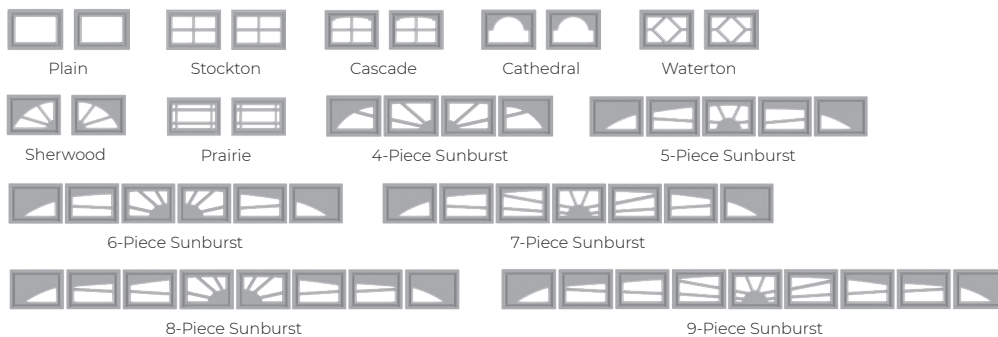 Plain
Stockton
Cascade
Cathedral
Waterton
Sherwood
Prairie
4-Piece Sunburst
5-Piece Sunburst
6-Piece Sunburst
7-Piece Sunburst
8-Piece Sunburst
9-Piece Sunburst